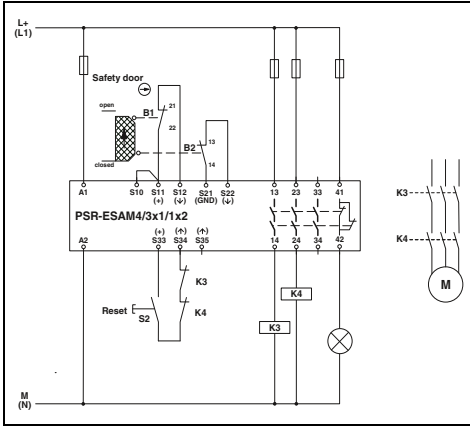 L+
(L1)
Safety door
open
B1
21
22
B2
13
14
closed
A1 S10 S11 S12 S21 S22 13 23 33 41
(+) (↓) (GND) (↓)
PSR-ESAM4/3x1/1x2
(+) (↑) (↑)
A2 S33 S34 S35 14 24 34 42
K3
K4
K3
K4
M
K4
K3
Reset
S2
M
(N)